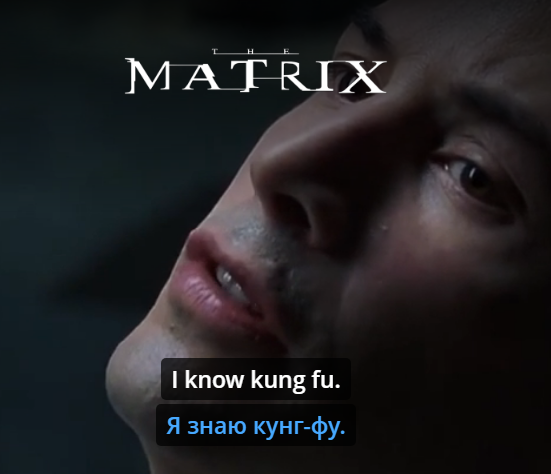 THE
MATRIX
I know kung fu.
Я знаю кунг-фу.